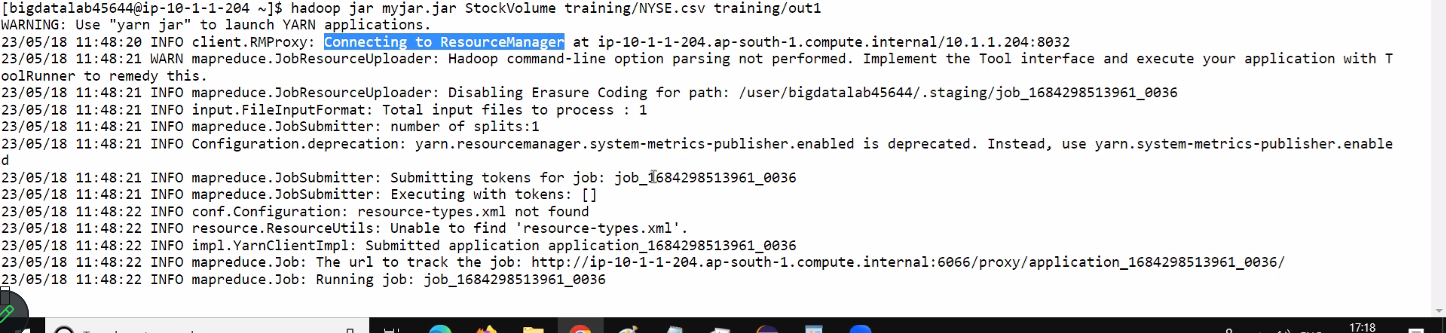 [bigdatalab45644@ip-10-1-1-204 ~]$ hadoop jar myjar.jar StockVolume training/NYSE.csv training/out1
WARNING: Use "yarn jar" to launch YARN applications.
23/05/18 11:48:20 INFO client.RMProxy: Connecting to ResourceManager at ip-10-1-1-204.ap-south-1.compute.internal/10.1.1.204:8032
23/05/18 11:48:21 WARN mapreduce.JobResourceUploader: Hadoop command-line option parsing not performed. Implement the Tool interface and execute your application with T
oolRunner to remedy this.
23/05/18 11:48:21 INFO mapreduce.JobResourceUploader: Disabling Erasure Coding for path: /user/bigdatalab45644/.staging/job_1684298513961_0036
23/05/18 11:48:21 INFO input.FileInputFormat: Total input files to process : 1
23/05/18 11:48:21 INFO mapreduce.JobSubmitter: number of splits:1
23/05/18 11:48:21 INFO Configuration.deprecation: yarn.resourcemanager.system-metrics-publisher.enabled is deprecated. Instead, use yarn.system-metrics-publisher.enable
d
23/05/18 11:48:21 INFO mapreduce.JobSubmitter: Submitting tokens for job: job_1684298513961_0036
23/05/18 11:48:21 INFO mapreduce.JobSubmitter: Executing with tokens: []
23/05/18 11:48:22 INFO conf.Configuration: resource-types.xml not found
23/05/18 11:48:22 INFO resource.ResourceUtils: Unable to find 'resource-types.xml'.
23/05/18 11:48:22 INFO impl.YarnClientImpl: Submitted application application_1684298513961_0036
23/05/18 11:48:22 INFO mapreduce.Job: The url to track the job: http://ip-10-1-1-204.ap-south-1.compute.internal:6066/proxy/application_1684298513961_0036/
23/05/18 11:48:22 INFO mapreduce.Job: Running job: job_1684298513961_0036
17:18